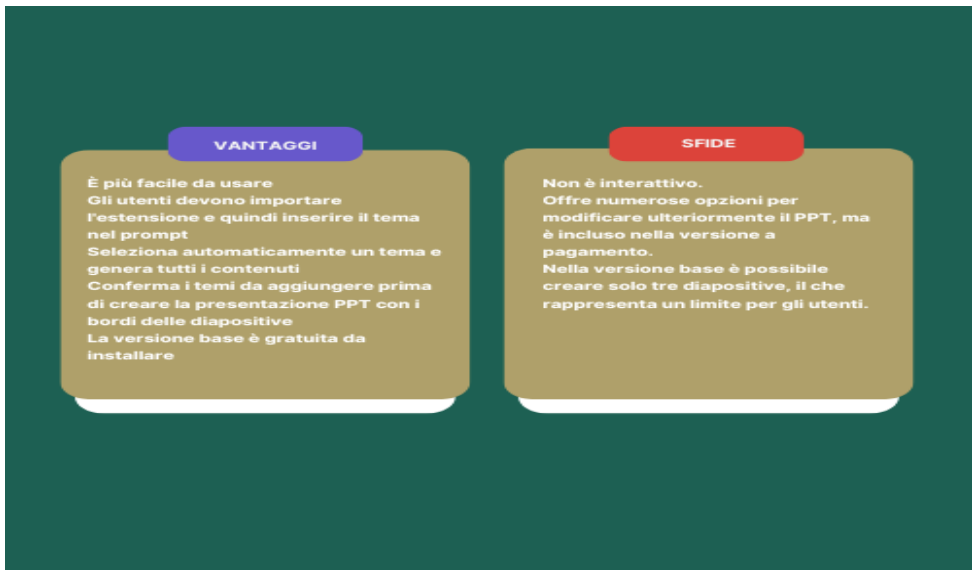 VANTAGGI
È più facile da usare
Gli utenti devono importare
l'estensione e quindi inserire il tema
nel prompt
Seleziona automaticamente un tema e
genera tutti i contenuti
Conferma i temi da aggiungere prima
di creare la presentazione PPT con i
bordi delle diapositive
La versione base è gratuita da
installare
SFIDE
Non è interattivo.
Offre numerose opzioni per
modificare ulteriormente il PPT, ma
è incluso nella versione a
pagamento.
Nella versione base è possibile
creare solo tre diapositive, il che
rappresenta un limite per gli utenti.